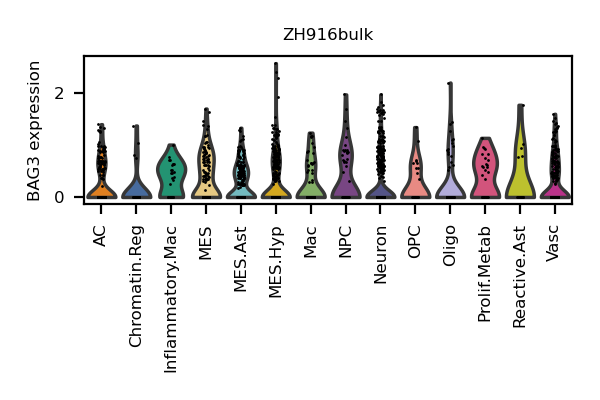 ZH916bulk
BAG3 expression
2
0
AC
Chromatin.Reg
Inflammatory.Mac
MES
MES.Ast
MES.Hyp
Mac
NPC
Neuron
OPC
Oligo
Prolif.Metab
Reactive.Ast
Vasc